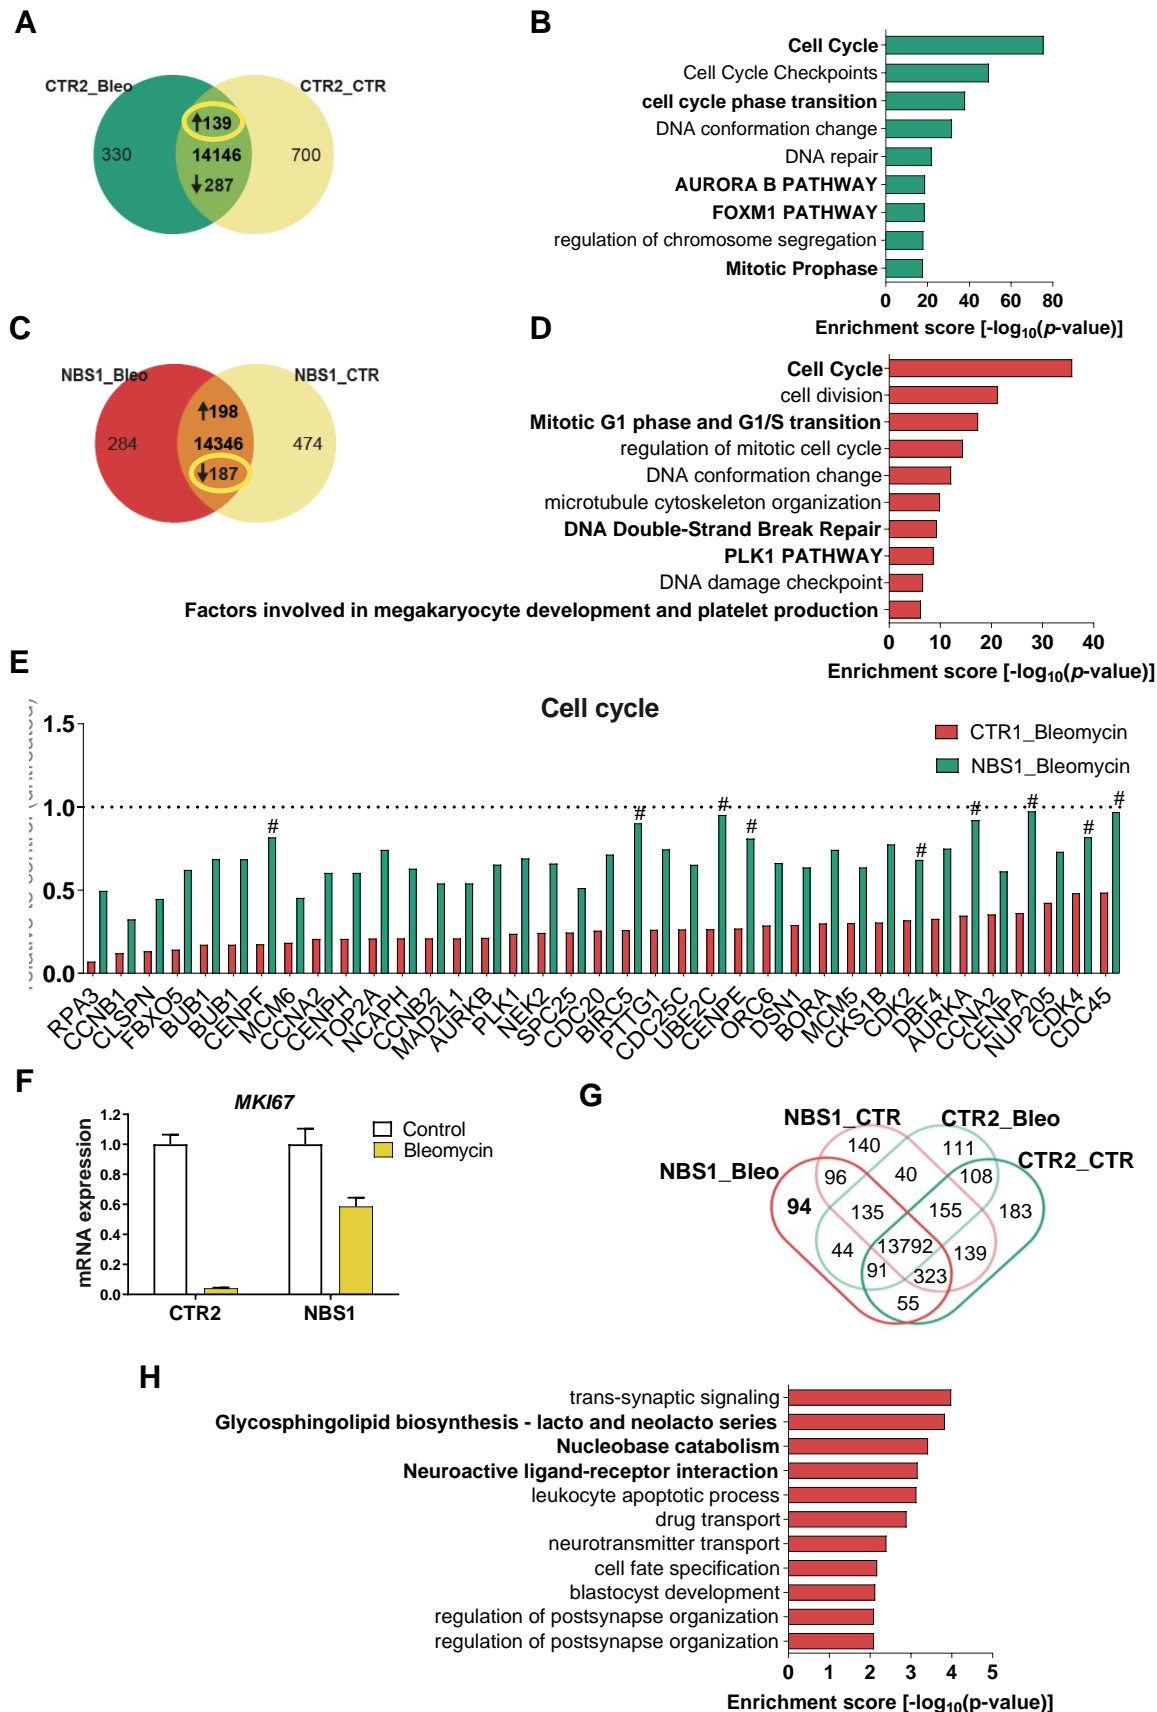 A
CTR2_Bleo
CTR2_CTR
↑139
330
14146
700
↓287
B
Cell Cycle
Cell Cycle Checkpoints
cell cycle phase transition
DNA conformation change
DNA repair
AURORA B PATHWAY
FOXM1 PATHWAY
regulation of chromosome segregation
Mitotic Prophase
0 20 40 60 80
Enrichment score [-log10(p-value)]
C
NBS1_Bleo
NBS1_CTR
↑198
284
14346
474
↓187
D
Cell Cycle
cell division
Mitotic G1 phase and G1/S transition
regulation of mitotic cell cycle
DNA conformation change
microtubule cytoskeleton organization
DNA Double-Strand Break Repair
PLK1 PATHWAY
DNA damage checkpoint
Factors involved in megakaryocyte development and platelet production
0 10 20 30 40
Enrichment score [-log10(p-value)]
E
Cell cycle
relative to control (untreated)
1.5
1.0
0.5
0.0
CTR1_Bleomycin
NBS1_Bleomycin
# # # # # # # #
RPA3
CCNB1
CLSPN
FBXO5
BUB1
BUB1
CENPF
MCM6
CCNA2
CENPH
TOP2A
NCAPH
CCNB2
MAD2L1
AURKB
PLK1
NEK2
SPC25
CDC20
BIRC5
PTTG1
CDC25C
UBE2C
CENPE
ORC6
DSN1
BORA
MCM5
CKS1B
CDK2
DBF4
AURKA
CCNA2
CENPA
NUP205
CDK4
CDC45
F
MKI67
mRNA expression
1.2
1.0
0.8
0.6
0.4
0.2
0.0
Control
Bleomycin
CTR2 NBS1
G
NBS1_CTR
CTR2_Bleo
NBS1_Bleo
CTR2_CTR
140
111
96
40
108
94
135
155
183
44
13792
139
91
323
55
H
trans-synaptic signaling
Glycosphingolipid biosynthesis - lacto and neolacto series
Nucleobase catabolism
Neuroactive ligand-receptor interaction
leukocyte apoptotic process
drug transport
neurotransmitter transport
cell fate specification
blastocyst development
regulation of postsynapse organization
regulation of postsynapse organization
0 1 2 3 4 5
Enrichment score [-log10(p-value)]